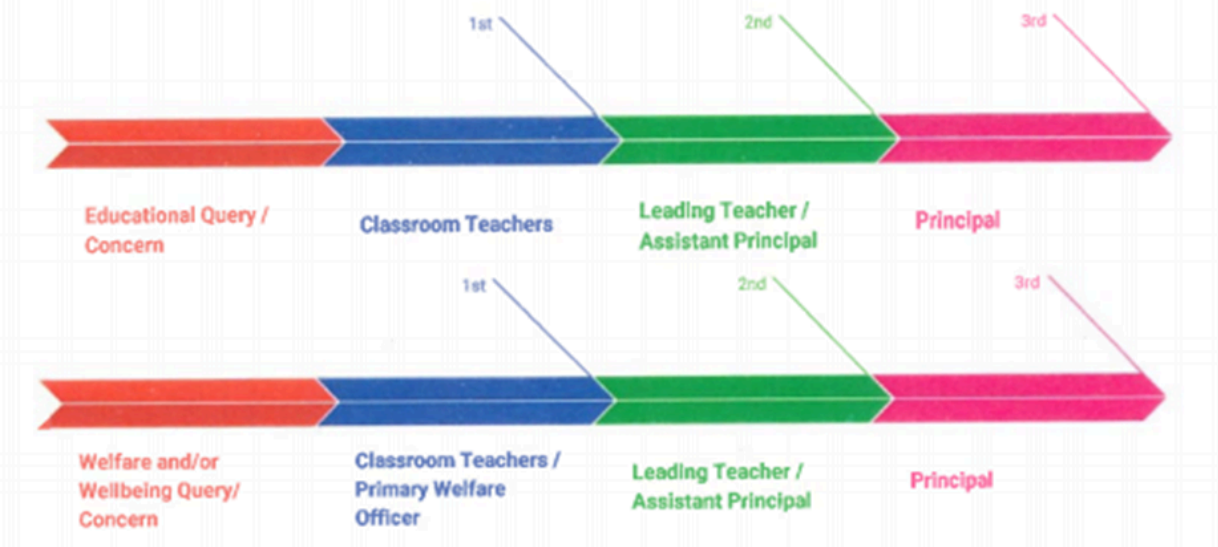 1st
2nd
3rd
Educational Query /
Concern
Classroom Teachers
Leading Teacher /
Assistant Principal
Principal
1st
2nd
3rd
Welfare and/or
Wellbeing Query/
Concern
Classroom Teachers /
Primary Welfare
Officer
Leading Teacher /
Assistant Principal
Principal